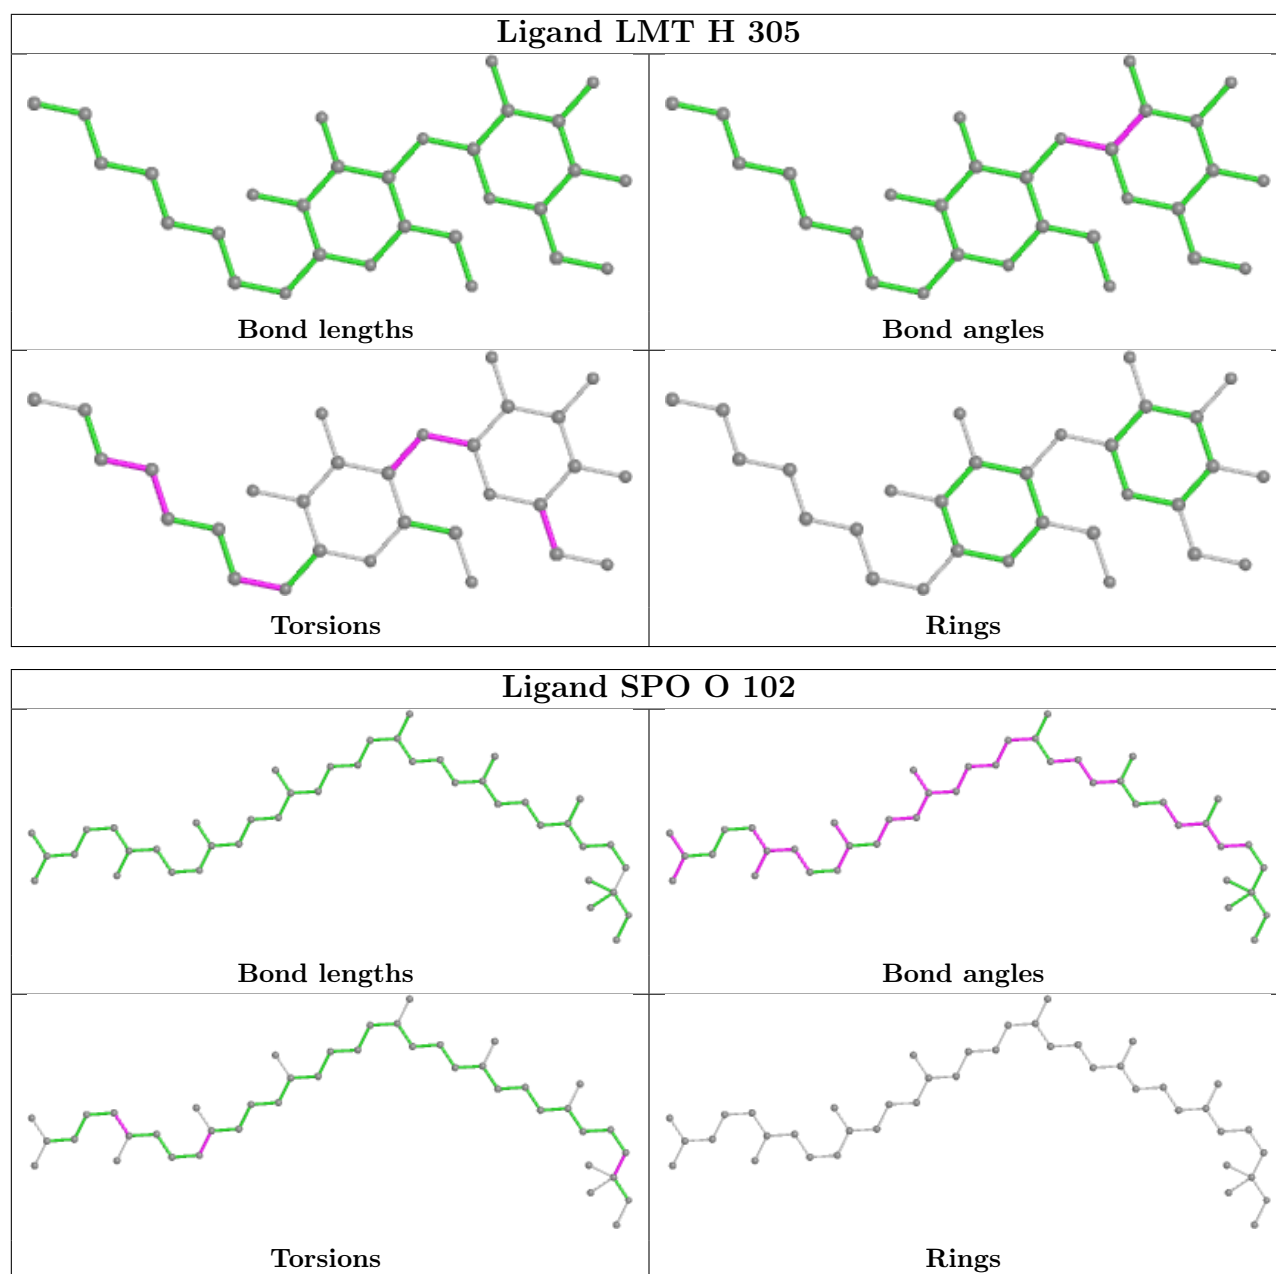 Ligand LMT H 305
Bond lengths
Bond angles
Torsions
Rings
Ligand SPO O 102
Bond lengths
Bond angles
Torsions
Rings